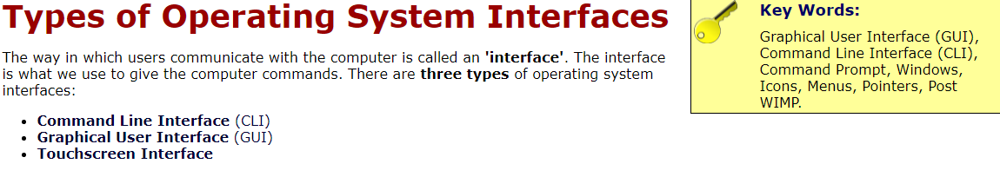 Types of Operating System Interfaces
The way in which users communicate with the computer is called an 'interface'. The interface
is what we use to give the computer commands. There are three types of operating system
interfaces:
Command Line Interface (CLI)
Graphical User Interface (GUI)
Touchscreen Interface
Key Words:
Graphical User Interface (GUI),
Command Line Interface (CLI),
Command Prompt, Windows,
Icons, Menus, Pointers, Post
WIMP.